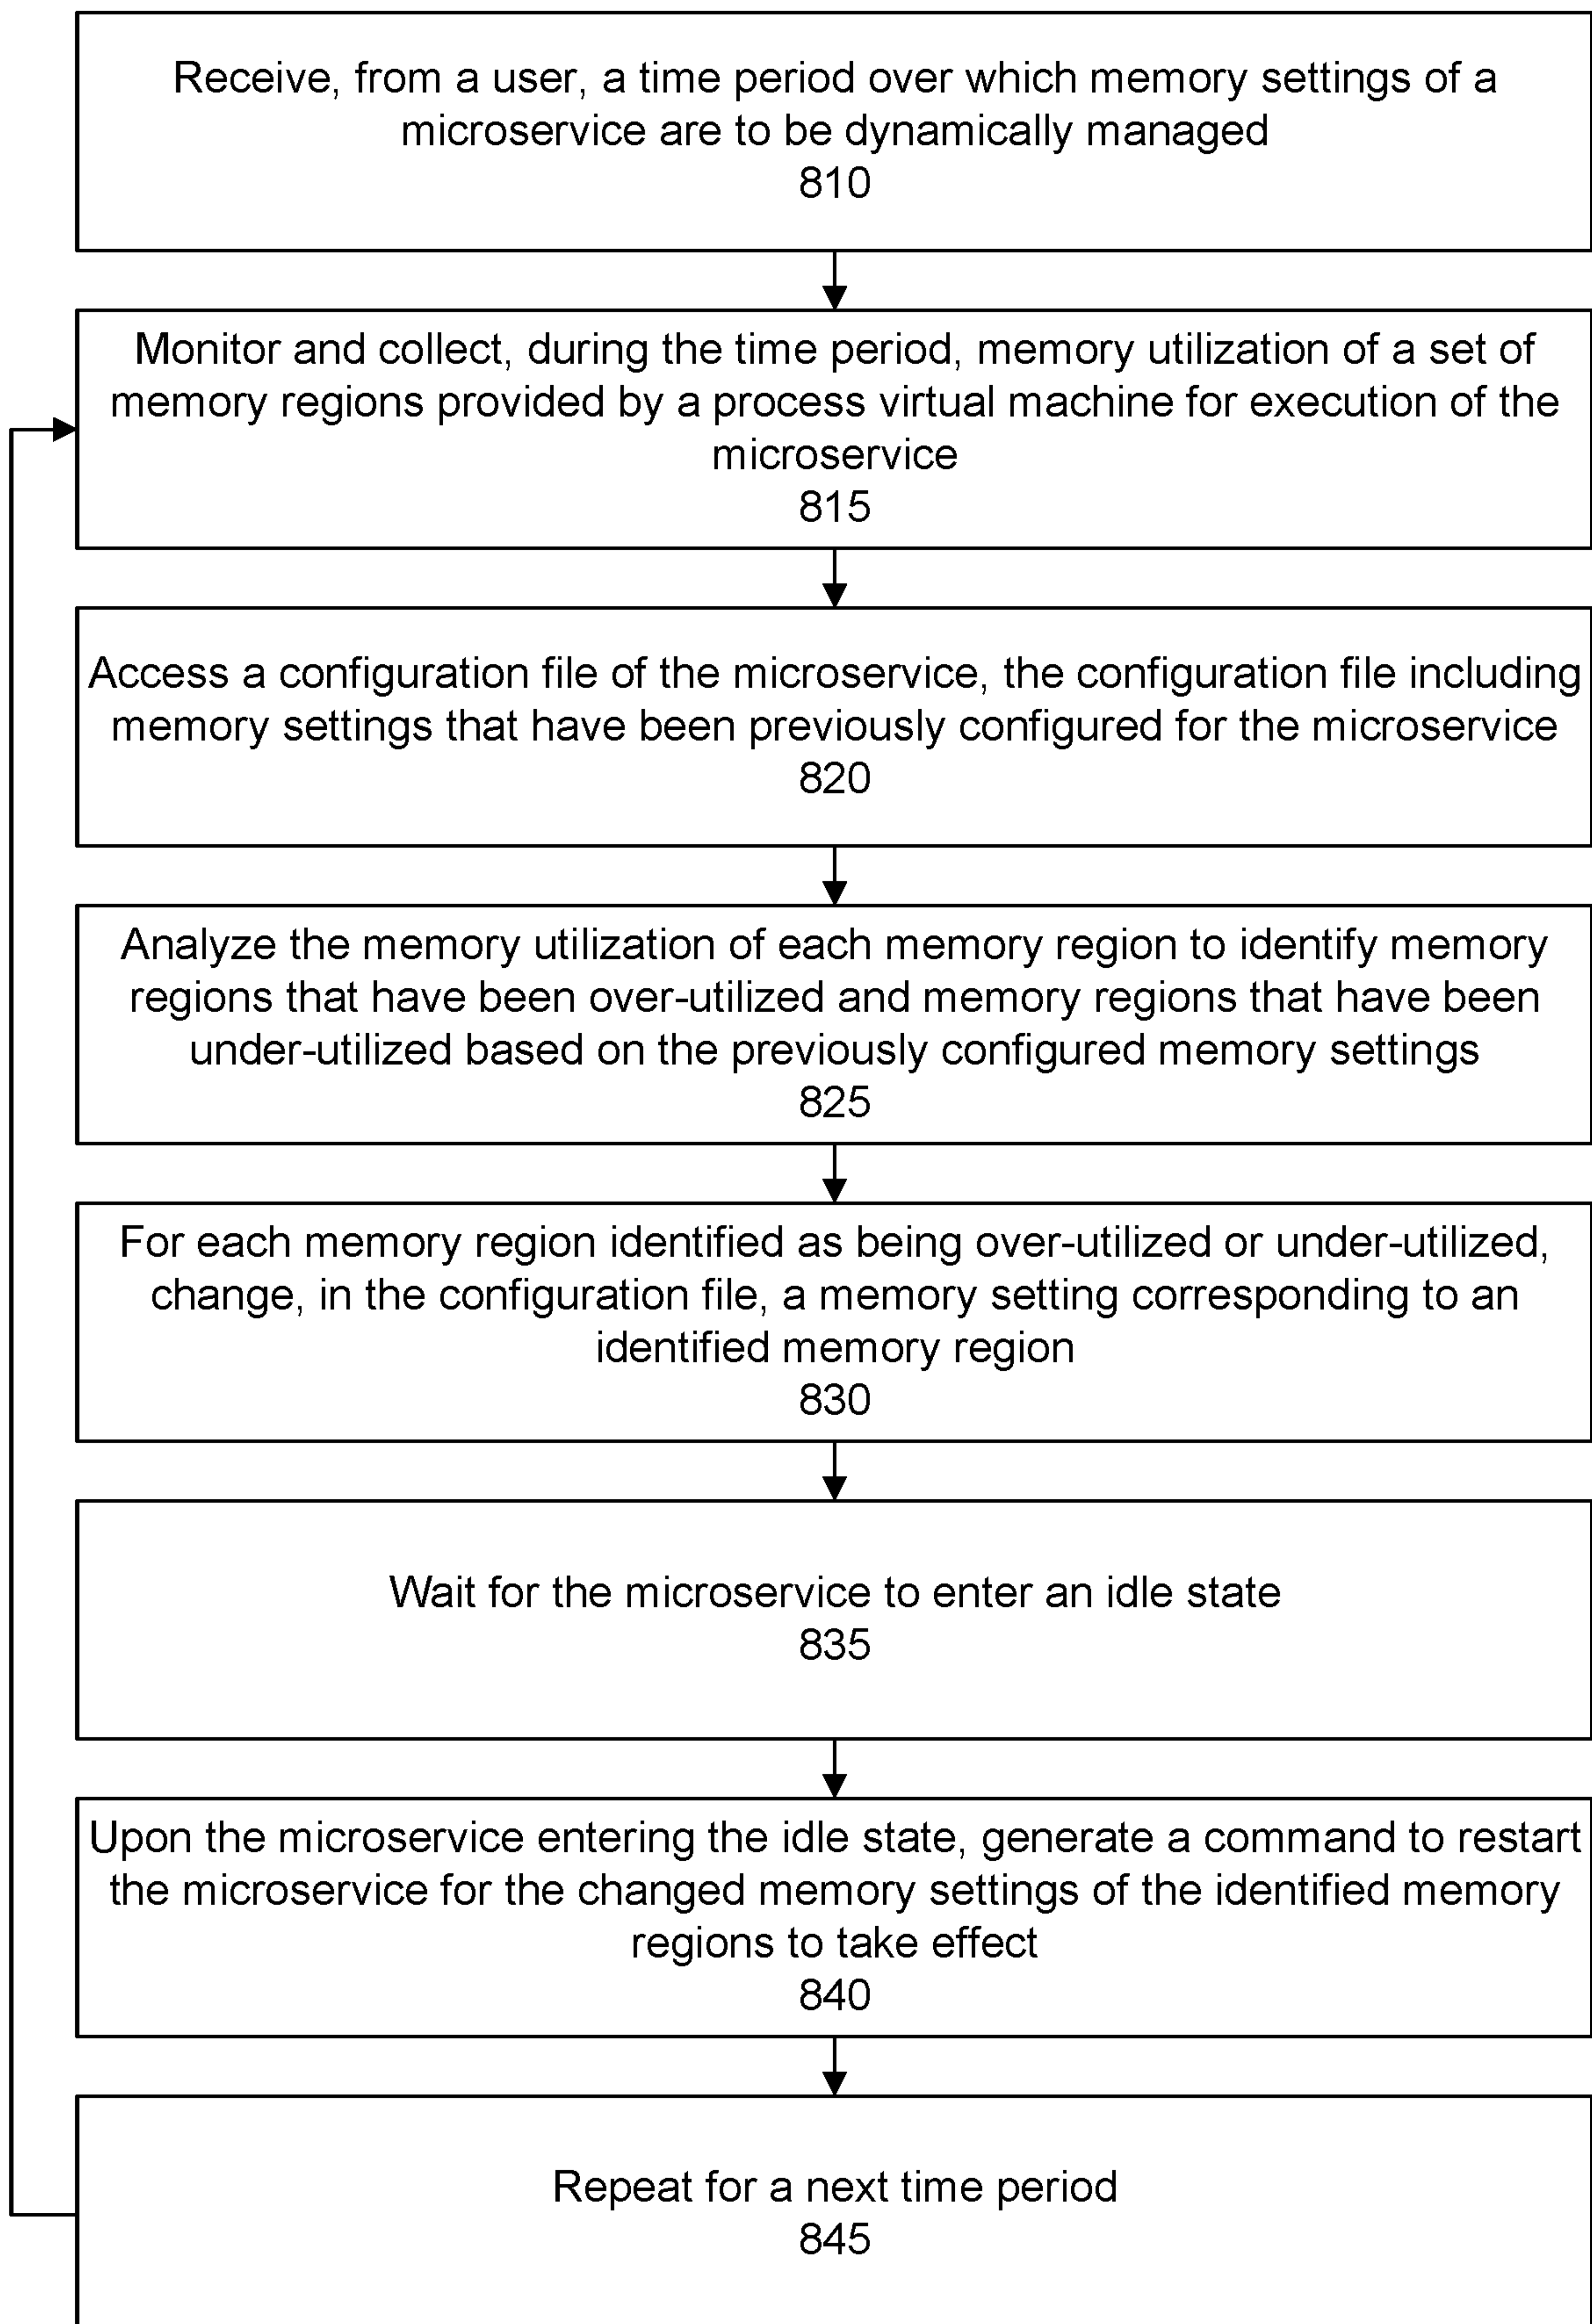 Receive, from a user, a time period over which memory settings of a
microservice are to be dynamically managed
810
Monitor and collect, during the time period, memory utilization of a set of
memory regions provided by a process virtual machine for execution of the
microservice
815
Access a configuration file of the microservice, the configuration file including
memory settings that have been previously configured for the microservice
820
Analyze the memory utilization of each memory region to identify memory
regions that have been over-utilized and memory regions that have been
under-utilized based on the previously configured memory settings
825
For each memory region identified as being over-utilized or under-utilized,
change, in the configuration file, a memory setting corresponding to an
identified memory region
830
Wait for the microservice to enter an idle state
835
Upon the microservice entering the idle state, generate a command to restart
the microservice for the changed memory settings of the identified memory
regions to take effect
840
Repeat for a next time period
845